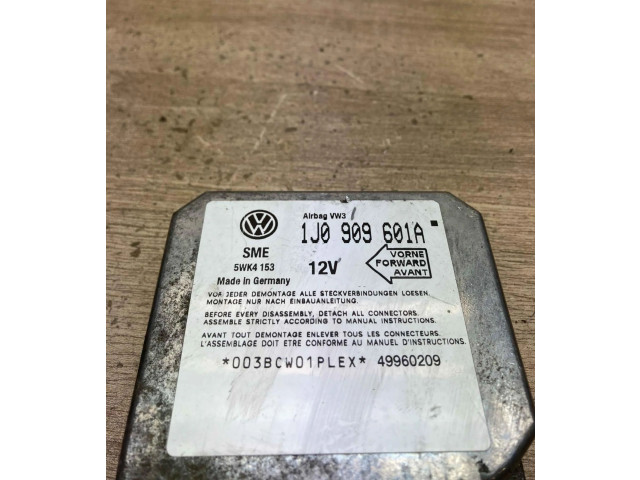 Airbag VW3
1J0 909 601A
SME
5WK4 153
12V
VORNE
FORWARD
AVANT
Made in Germany
VOR JEDER DEMONTAGE ALLE STECKVERBINDUNGEN LOESEN.
MONTAGE NUR NACH EINBAUANLEITUNG.
BEFORE EVERY DISASSEMBLY, DETACH ALL CONNECTORS.
ASSEMBLE STRICTLY ACCORDING TO MANUAL INSTRUCTIONS.
AVANT TOUT DEMONTAGE ENLEVER TOUS LES CONNECTEURS.
L'ASSEMBLAGE DOIT ETRE CONFORME AU MANUEL D'INSTRUCTIONS.
*003BCW01PLEX* 49960209